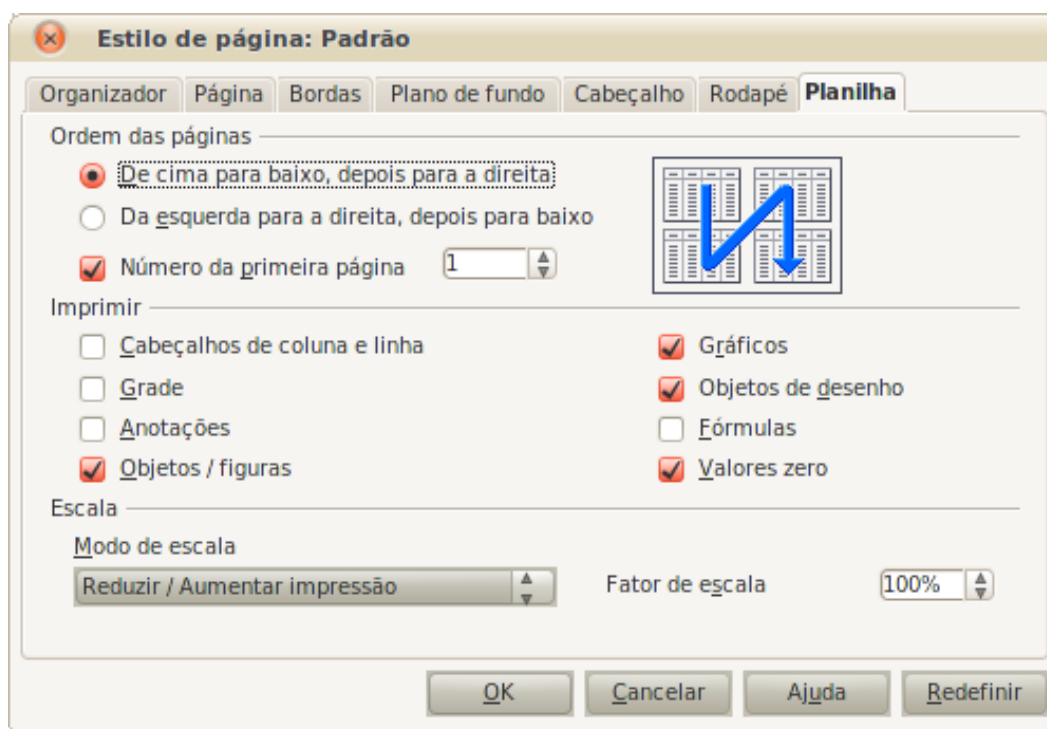 Estilo de página: Padrão
Organizador Página Bordas Plano de fundo Cabeçalho Rodapé Planilha
Ordem das páginas
De cima para baixo, depois para a direita
Da esquerda para a direita, depois para baixo
Número da primeira página 1
Imprimir
Cabeçalhos de coluna e linha Gráficos
Grade Objetos de desenho
Anotações Fórmulas
Objetos / figuras Valores zero
Escala
Modo de escala
Reduzir / Aumentar impressão Fator de escala 100%
OK Cancelar Ajuda Redefinir